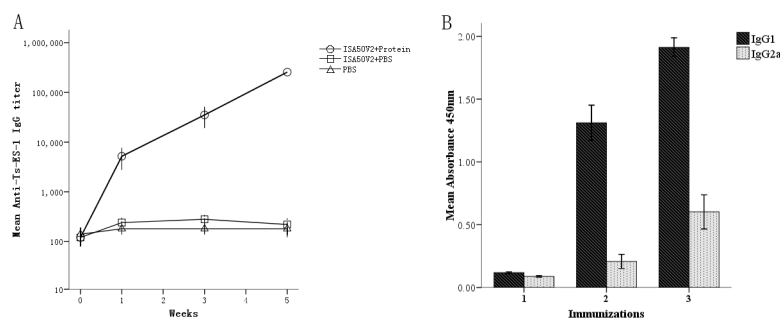 A
Mean Anti-Ts-ES-1 IgG titer
1,000,000
100,000
10,000
1,000
100
10
0
1
3
5
Weeks
ISA50V2+Protein
ISA50V2+PBS
PBS
B
Mean Absorbance 450nm
2.00
1.50
1.00
0.50
0.00
1
2
3
Immunizations
IgG1
IgG2a